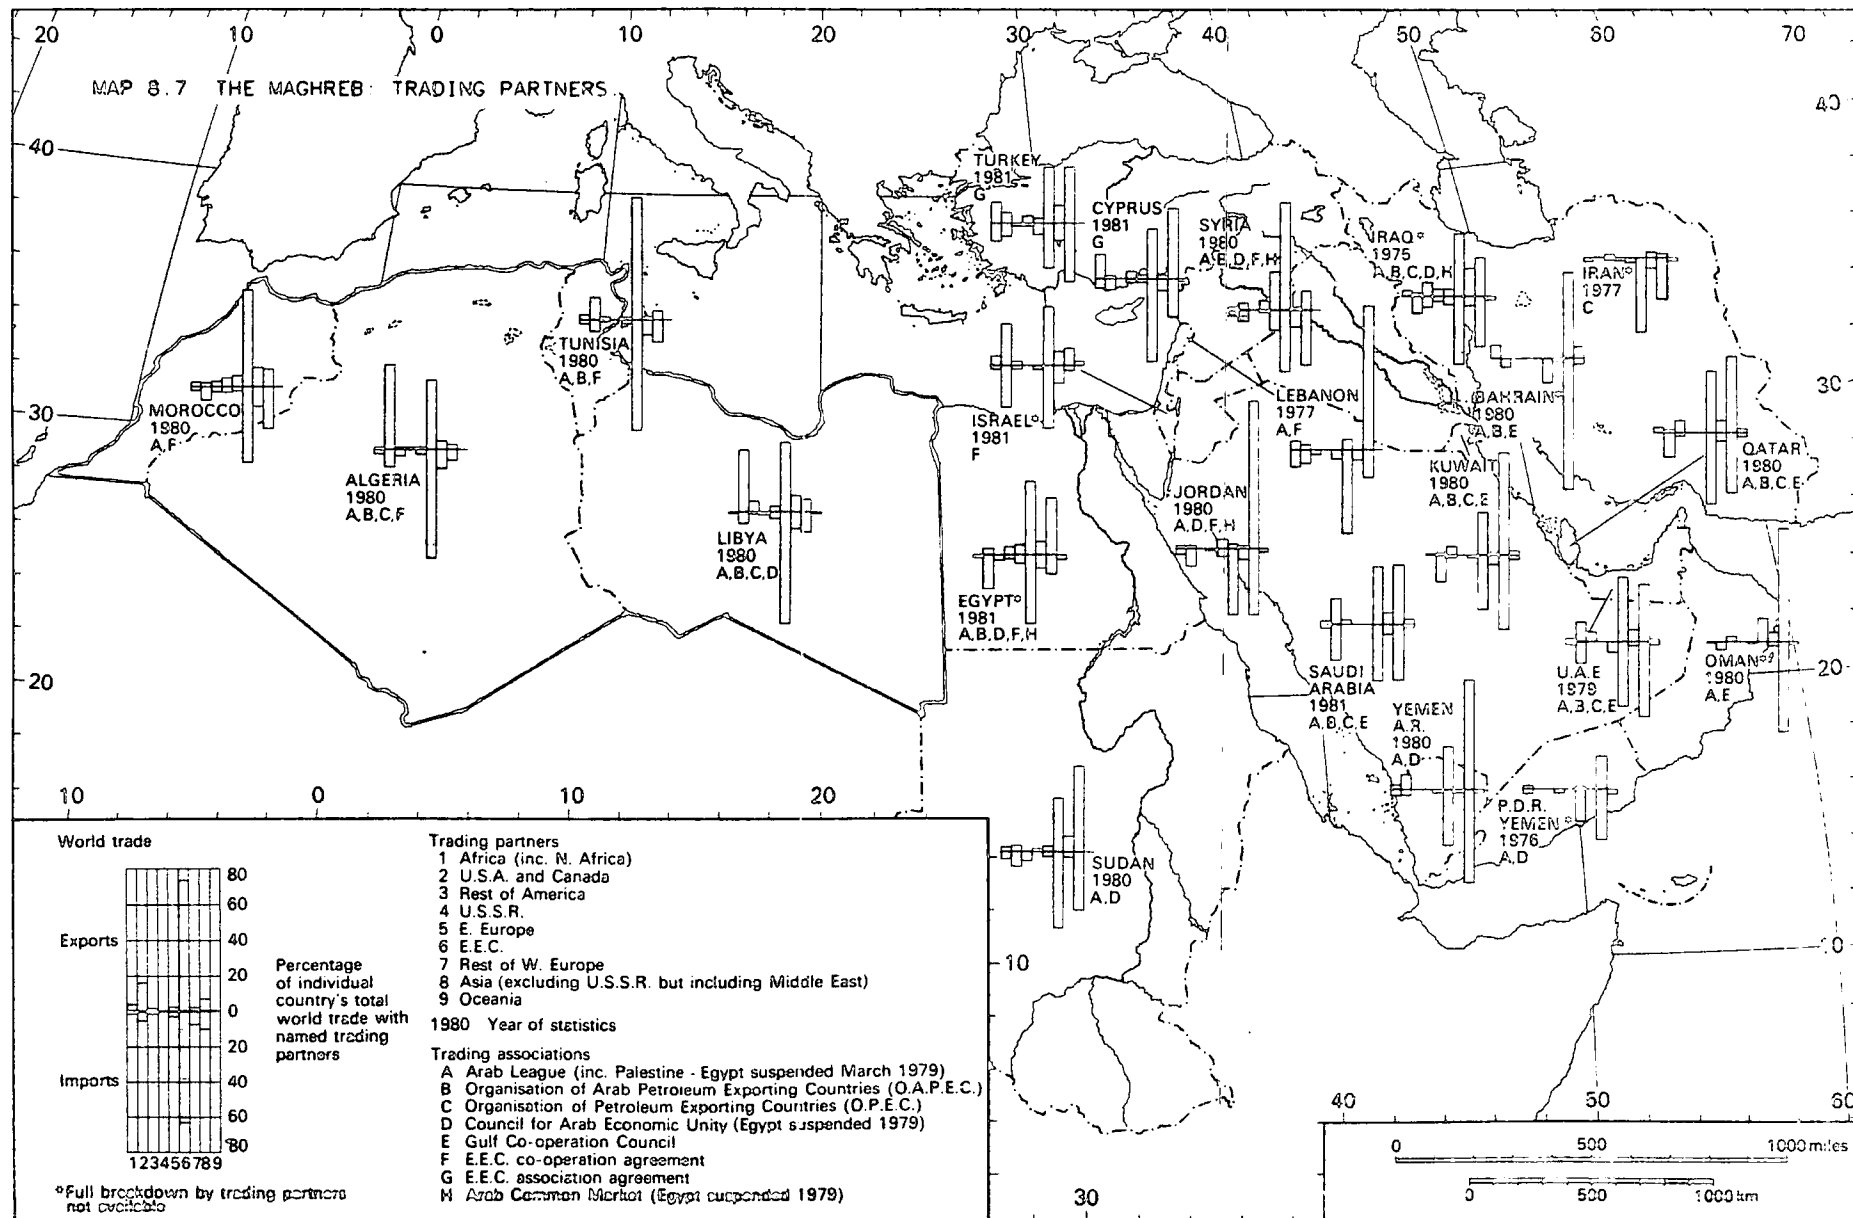 20 10 0 10 20 30 40 50 60 70
MAP 8.7 THE MAGHREB: TRADING PARTNERS
40
40
TURKEY
1981
G
CYPRUS
1981
G
SYRIA
1980
A,E,D,F,H
IRAQ°
1975
A,B,C,D,H
IRAN°
1977
C
TUNISIA
1980
A,B,F
MOROCCO
1980
A,F
30
30
ALGERIA
1980
A,B,C,F
LIBYA
1980
A,B,C,D
ISRAEL°
1981
F
LEBANON
1977
A,F
BAHRAIN°
1980
A,B,E
QATAR
1980
A,B,C,E
KUWAIT
1980
A,B,C,E
JORDAN
1980
A,D,F,H
EGYPT°
1981
A,B,D,F,H
SAUDI
ARABIA
1981
A,B,C,E
U.A.E
1979
A,B,C,E
OMAN°
1980
A,E
20
20
YEMEN
A.R.
1980
A,D
P.D.R.
YEMEN °
1976
A,D
SUDAN
1980
A,D
10 0 10 20
10
10
40 50 60
30
World trade
80
60
Exports 40
20
0
20
Imports 40
60
80
123456789
Percentage
of individual
country's total
world trade with
named trading
partners
°Full breakdown by trading partners
not available
Trading partners
1 Africa (inc. N. Africa)
2 U.S.A. and Canada
3 Rest of America
4 U.S.S.R.
5 E. Europe
6 E.E.C.
7 Rest of W. Europe
8 Asia (excluding U.S.S.R. but including Middle East)
9 Oceania
1980 Year of statistics
Trading associations
A Arab League (inc. Palestine - Egypt suspended March 1979)
B Organisation of Arab Petroleum Exporting Countries (O.A.P.E.C.)
C Organisation of Petroleum Exporting Countries (O.P.E.C.)
D Council for Arab Economic Unity (Egypt suspended 1979)
E Gulf Co-operation Council
F E.E.C. co-operation agreement
G E.E.C. association agreement
H Arab Common Market (Egypt suspended 1979)
0 500 1000 miles
0 500 1000 km